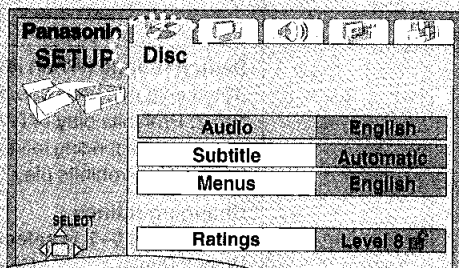 Panasonic
SETUP
Disc
Audio English
Subtitle Automatic
Menus English
SELECT
Ratings Level 8